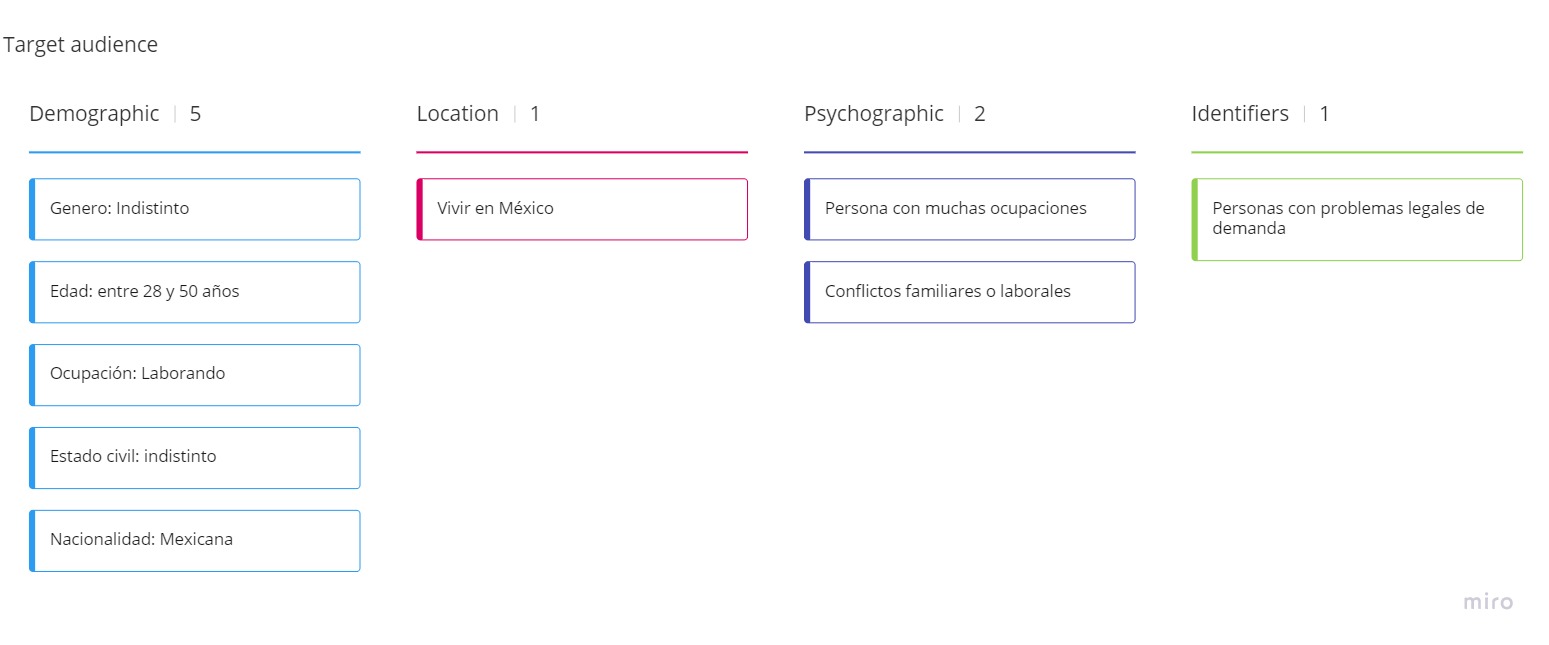 Target audience
Demographic | 5
Genero: Indistinto
Edad: entre 28 y 50 años
Ocupación: Laborando
Estado civil: indistinto
Nacionalidad: Mexicana
Location | 1
Vivir en México
Psychographic | 2
Persona con muchas ocupaciones
Conflictos familiares o laborales
Identifiers | 1
Personas con problemas legales de
demanda
miro